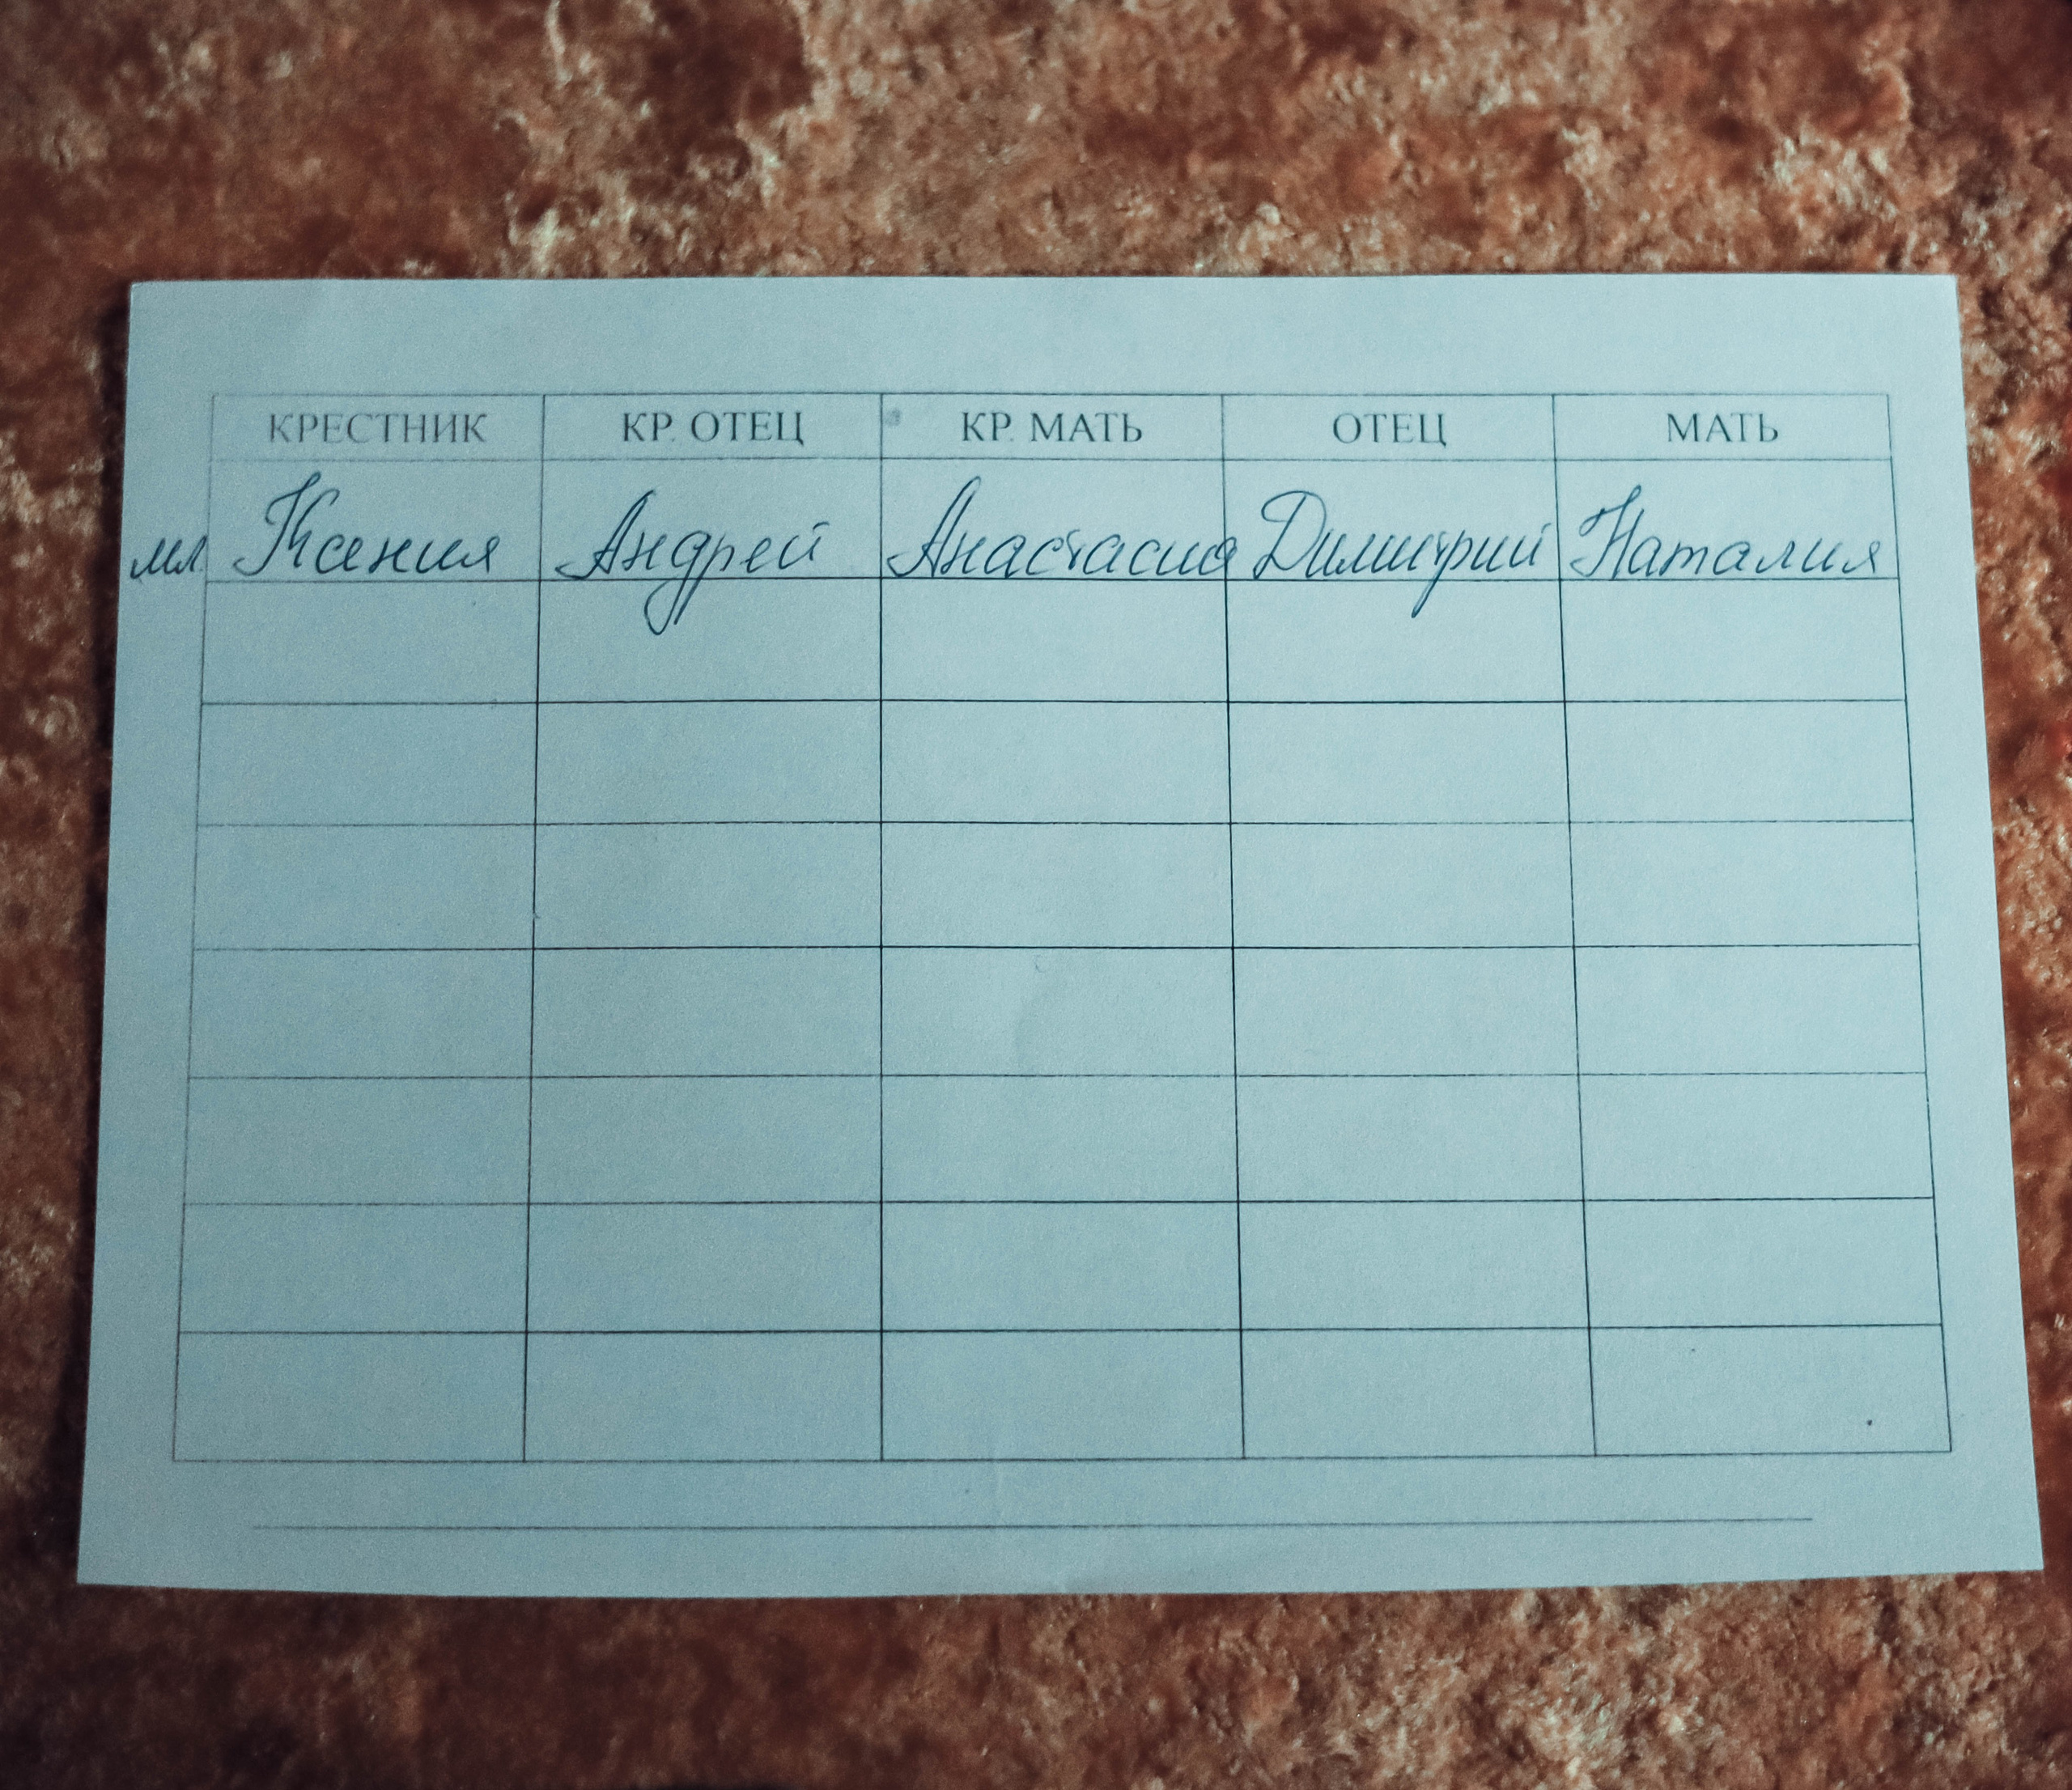 КРЕСТНИК КР. ОТЕЦ КР. МАТЬ ОТЕЦ МАТЬ
мл. Ксения Андрей Анастасия Димитрий Наталия